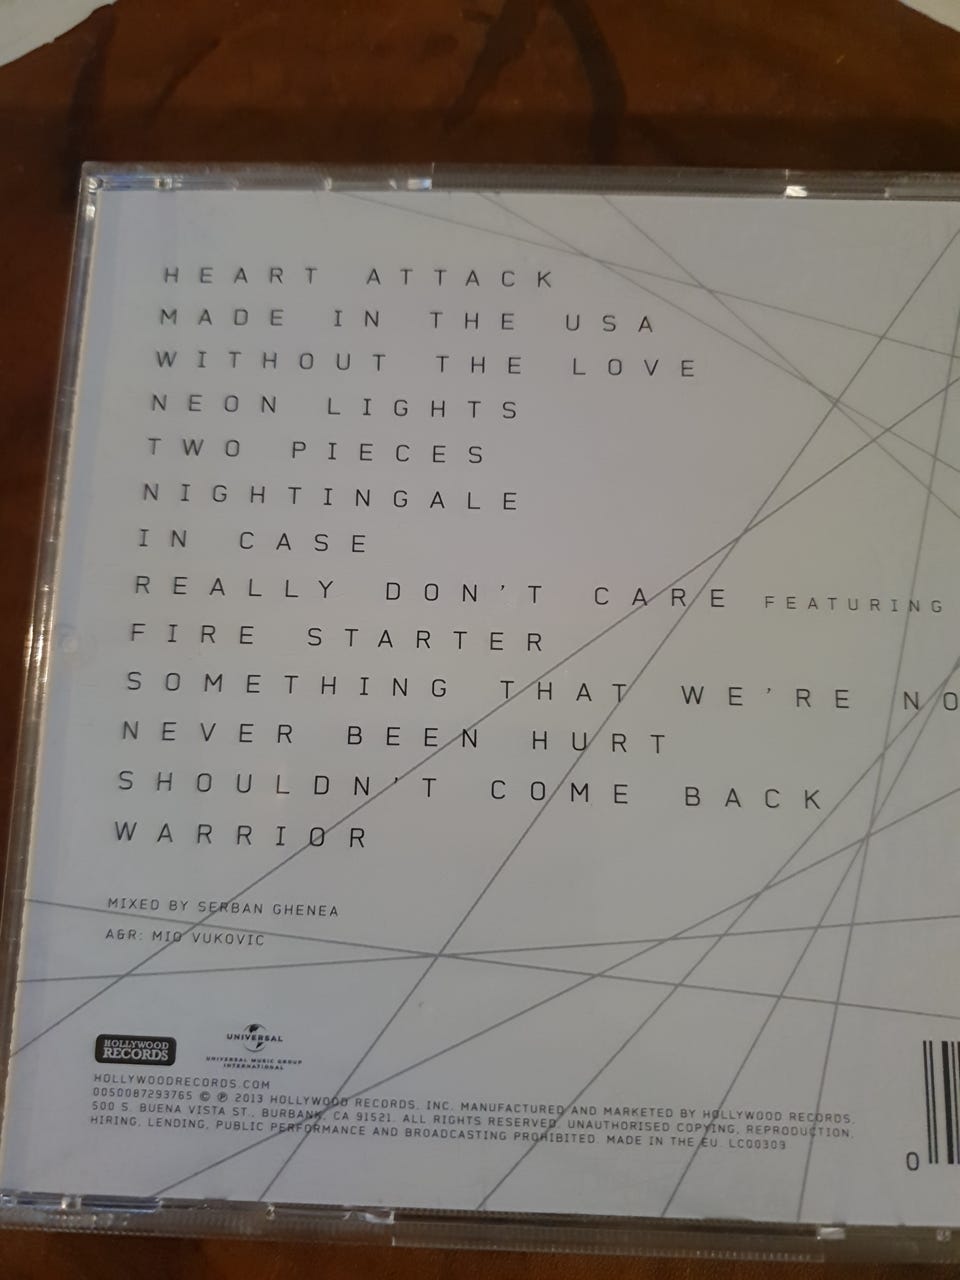 HEART ATTACK
MADE IN THE USA
WITHOUT THE LOVE
NEON LIGHTS
TWO PIECES
NIGHTINGALE
IN CASE
REALLY DON'T CARE FEATURING
FIRE STARTER
SOMETHING THAT WE'RE NO
NEVER BEEN HURT
SHOULDN'T COME BACK
WARRIOR
MIXED BY SERBAN GHENEA
A&R: MIO VUKOVIC
HOLLYWOOD
RECORDS
UNIVERSAL
UNIVERSAL MUSIC GROUP
INTERNATIONAL
HOLLYWOODRECORDS.COM
0050087293765 © ℗ 2013 HOLLYWOOD RECORDS, INC. MANUFACTURED AND MARKETED BY HOLLYWOOD RECORDS,
500 S. BUENA VISTA ST., BURBANK, CA 91521. ALL RIGHTS RESERVED. UNAUTHORISED COPYING, REPRODUCTION,
HIRING, LENDING, PUBLIC PERFORMANCE AND BROADCASTING PROHIBITED. MADE IN THE EU. LC00309
0